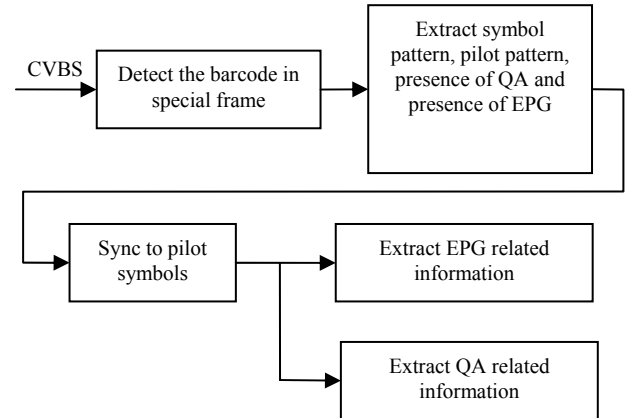 CVBS
Detect the barcode in
special frame
Extract symbol
pattern, pilot pattern,
presence of QA and
presence of EPG
Sync to pilot
symbols
Extract EPG related
information
Extract QA related
information